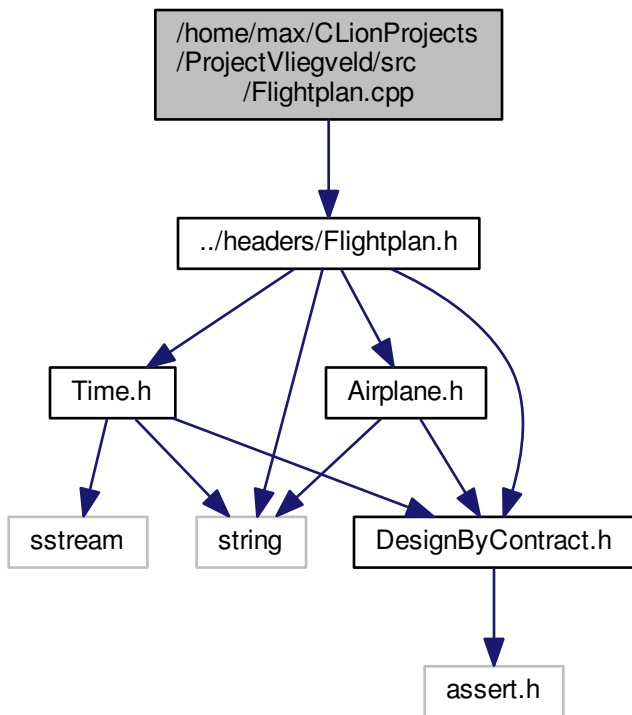 /home/max/CLionProjects
/ProjectVliegveld/src
/Flightplan.cpp
../headers/Flightplan.h
Time.h
Airplane.h
sstream
string
DesignByContract.h
assert.h